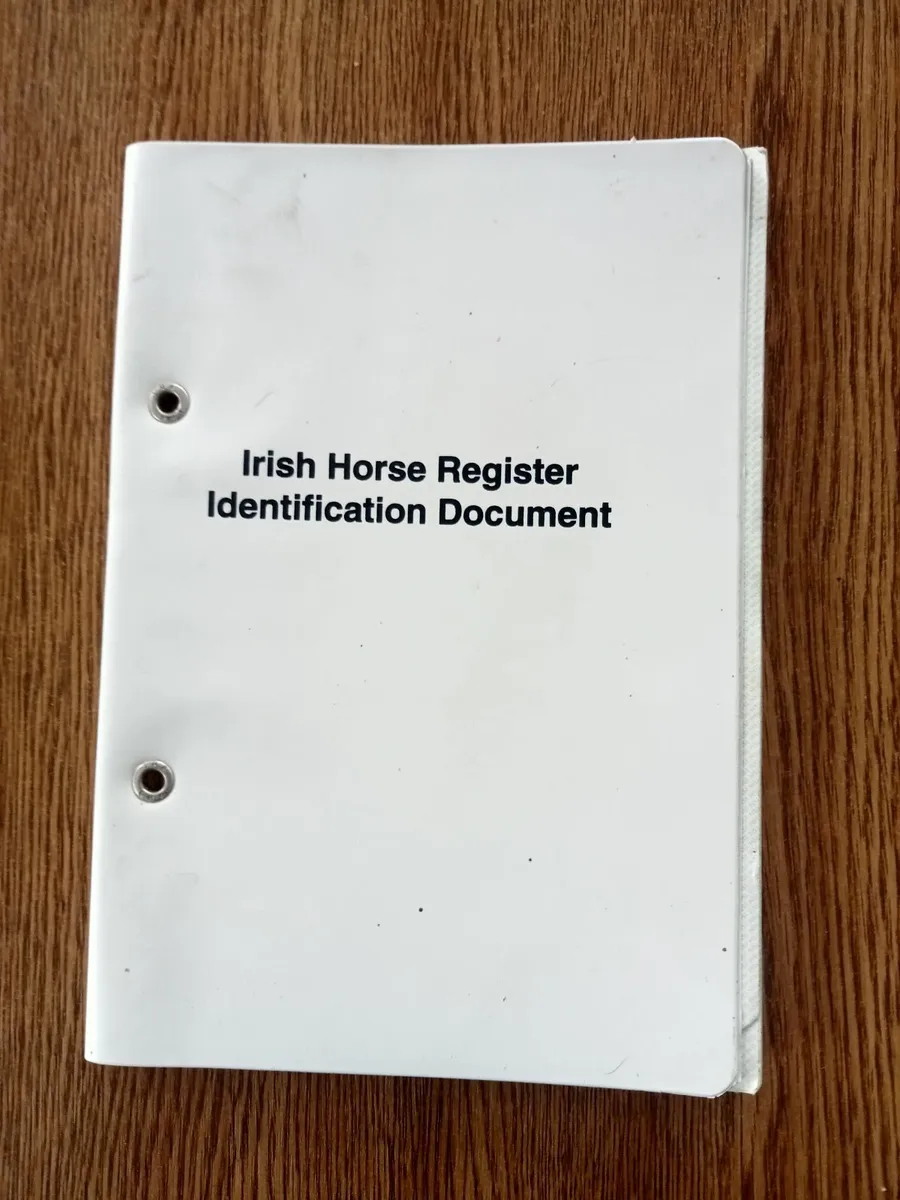 Irish Horse Register
Identification Document